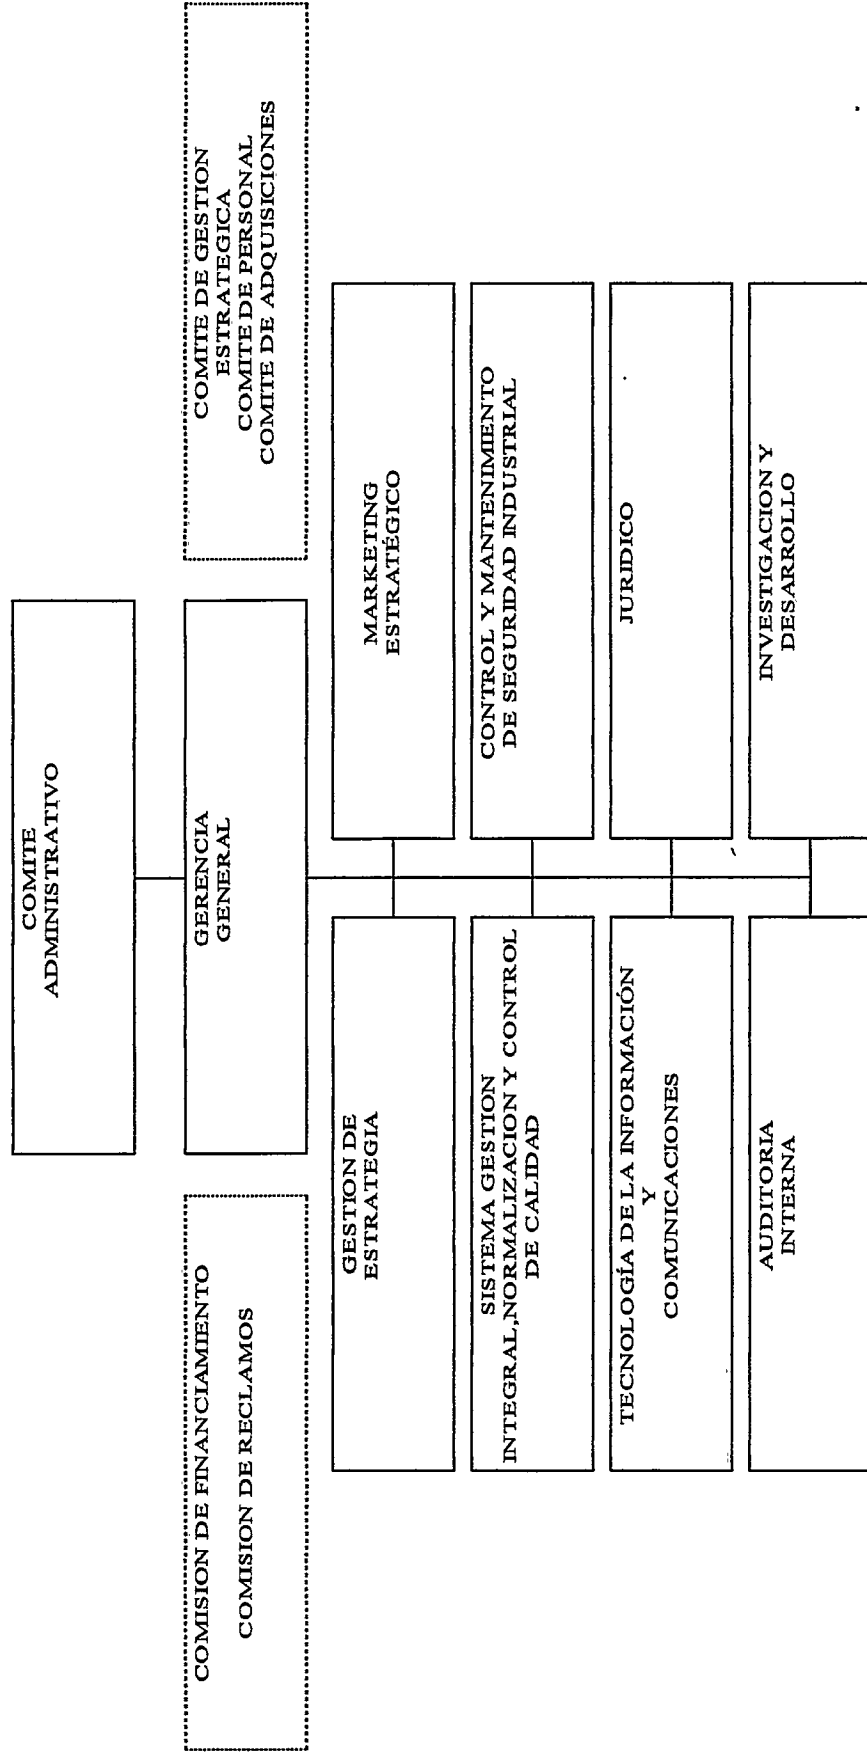 COMITE
ADMINISTRATIVO
COMISION DE FINANCIAMIENTO
COMISION DE RECLAMOS
GERENCIA
GENERAL
COMITE DE GESTION
ESTRATEGICA
COMITE DE PERSONAL
COMITE DE ADQUISICIONES
GESTION DE
ESTRATEGIA
MARKETING
ESTRATÉGICO
SISTEMA GESTION
INTEGRAL,NORMALIZACION Y CONTROL
DE CALIDAD
CONTROL Y MANTENIMIENTO
DE SEGURIDAD INDUSTRIAL
TECNOLOGÍA DE LA INFORMACIÓN
Y
COMUNICACIONES
JURIDICO
AUDITORIA
INTERNA
INVESTIGACION Y
DESARROLLO